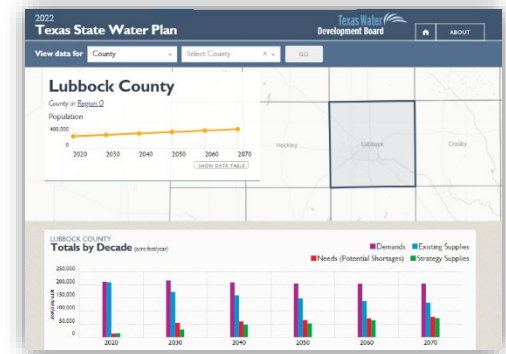 2022
Texas State Water Plan
Texas Water
Development Board
ABOUT
View data for County Select County × GO
Lubbock County
County in Region O
Population
400,000
0
2020 2030 2040 2050 2060 2070
SHOW DATA TABLE
Hockley Lubbock Crosby
LUBBOCK COUNTY
Totals by Decade (acre-feet/year)
Demands Existing Supplies
Needs (Potential Shortages) Strategy Supplies
250,000
200,000
150,000
100,000
50,000
0
2020 2030 2040 2050 2060 2070